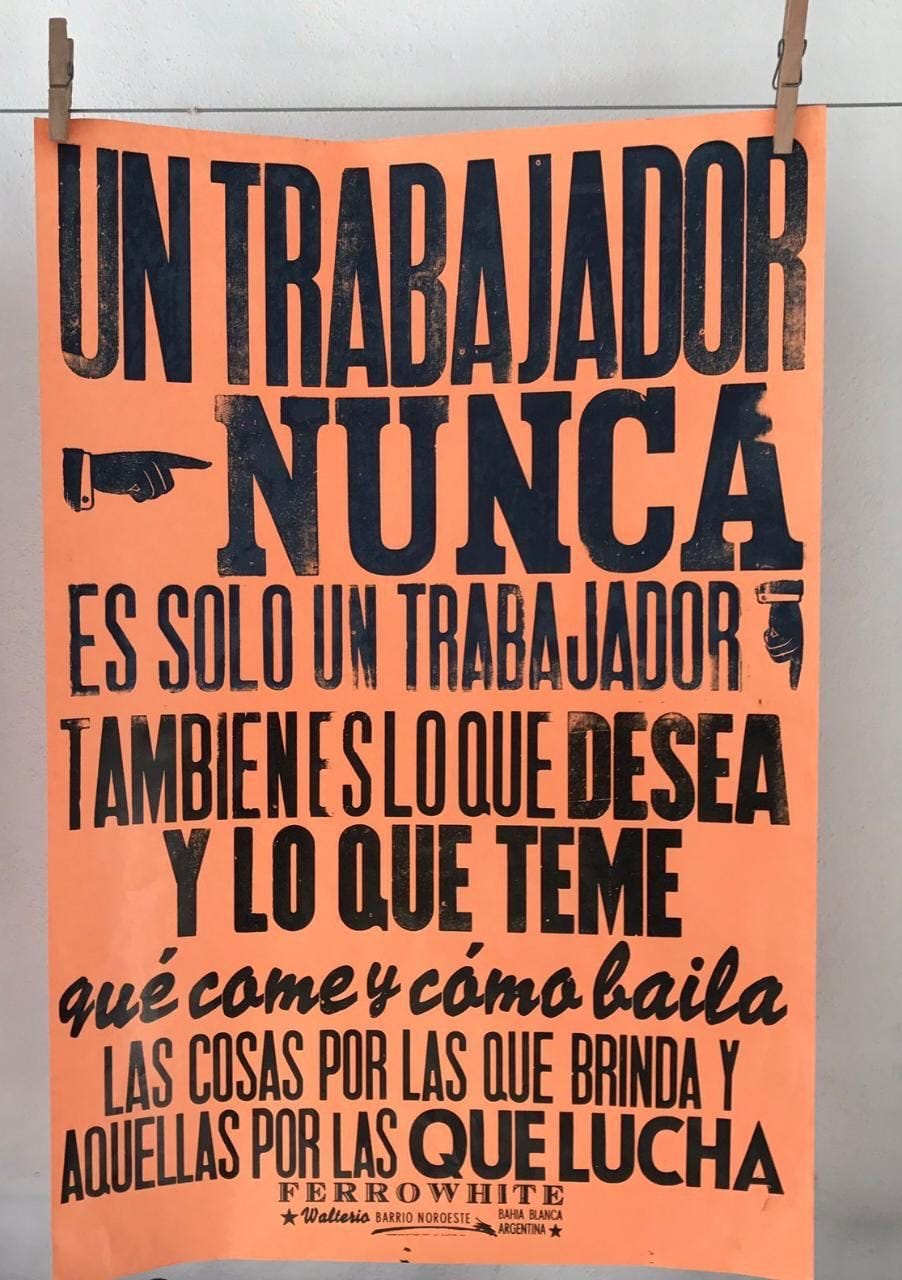 UN TRABAJADOR
NUNCA
ES SOLO UN TRABAJADOR
TAMBIEN ES LO QUE DESEA
Y LO QUE TEME
qué come y cómo baila
LAS COSAS POR LAS QUE BRINDA Y
AQUELLAS POR LAS QUE LUCHA
FERROWHITE
Walterio BARRIO NOROESTE BAHIA BLANCA
ARGENTINA